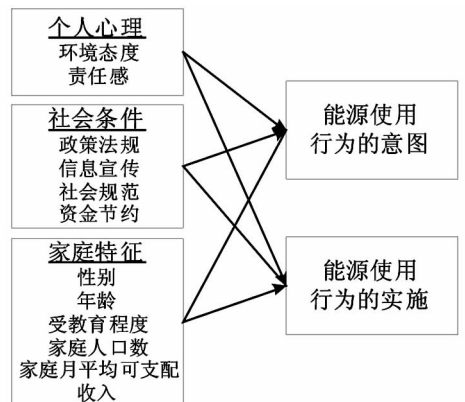 个人心理
环境态度
责任感
社会条件
政策法规
信息宣传
社会规范
资金节约
家庭特征
性别
年龄
受教育程度
家庭人口数
家庭月平均可支配
收入
能源使用
行为的意图
能源使用
行为的实施